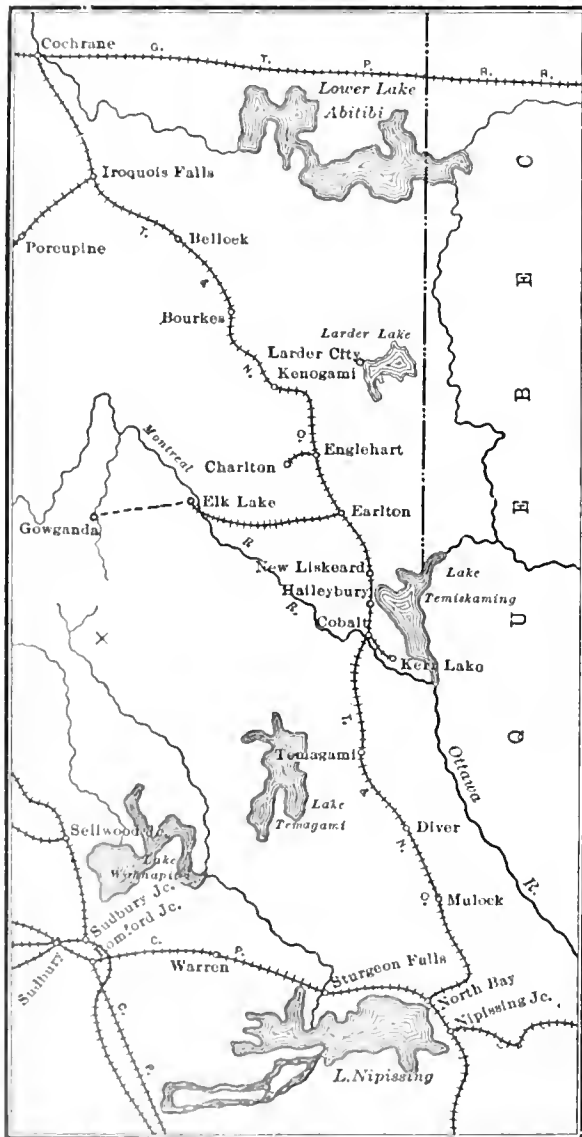 Cochrane
G. T. P. R. R.
Lower Lake
Abitibi
Iroquois Falls
Porcupine
T. & N. O.
Belleek
Bourkes
Larder Lake
Larder City
Kenogami
Montreal
R.
Charlton
Englehart
Elk Lake
Gowganda
Earlton
R.
New Liskeard
Haileybury
Cobalt
Lake
Temiskaming
Kerr Lake
QUEBEC
T. & N. O.
Temagami
Lake
Temagami
Ottawa
R.
Diver
Mulock
Sellwood Jc.
Lake
Sudbury Jc.
Romford Jc.
Sudbury
C. P.
Warren
Sturgeon Falls
North Bay
Nipissing Jc.
C. P.
L. Nipissing